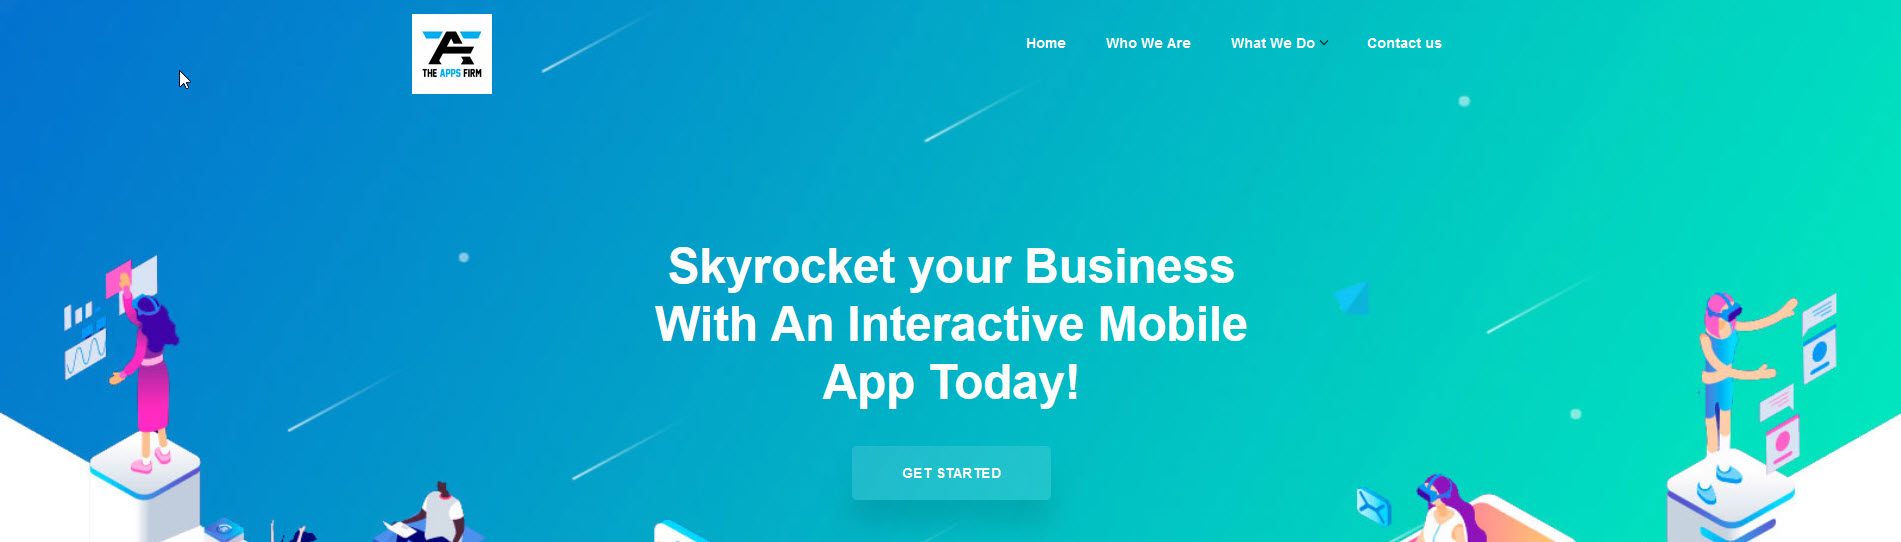 THE APPS FIRM
Home Who We Are What We Do Contact us
Skyrocket your Business
With An Interactive Mobile
App Today!
GET STARTED